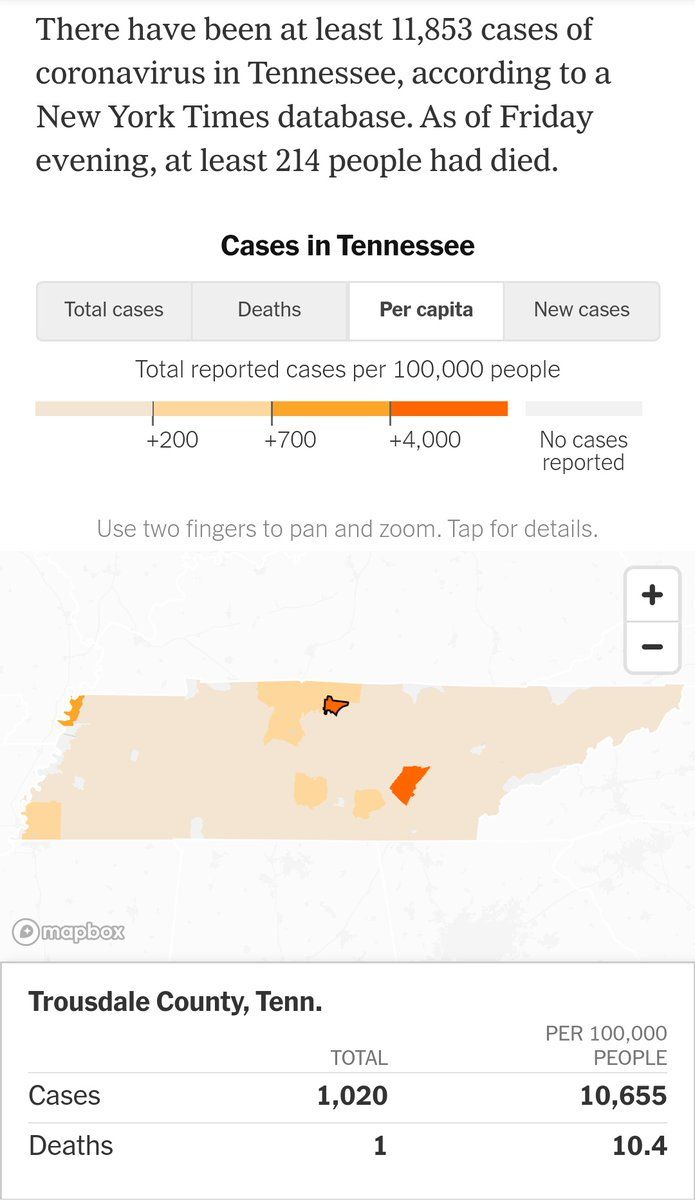 There have been at least 11,853 cases of
coronavirus in Tennessee, according to a
New York Times database. As of Friday
evening, at least 214 people had died.
Cases in Tennessee
Total cases Deaths Per capita New cases
Total reported cases per 100,000 people
+200 +700 +4,000 No cases
reported
Use two fingers to pan and zoom. Tap for details.
+
−
mapbox
Trousdale County, Tenn.
TOTAL PER 100,000
PEOPLE
Cases 1,020 10,655
Deaths 1 10.4